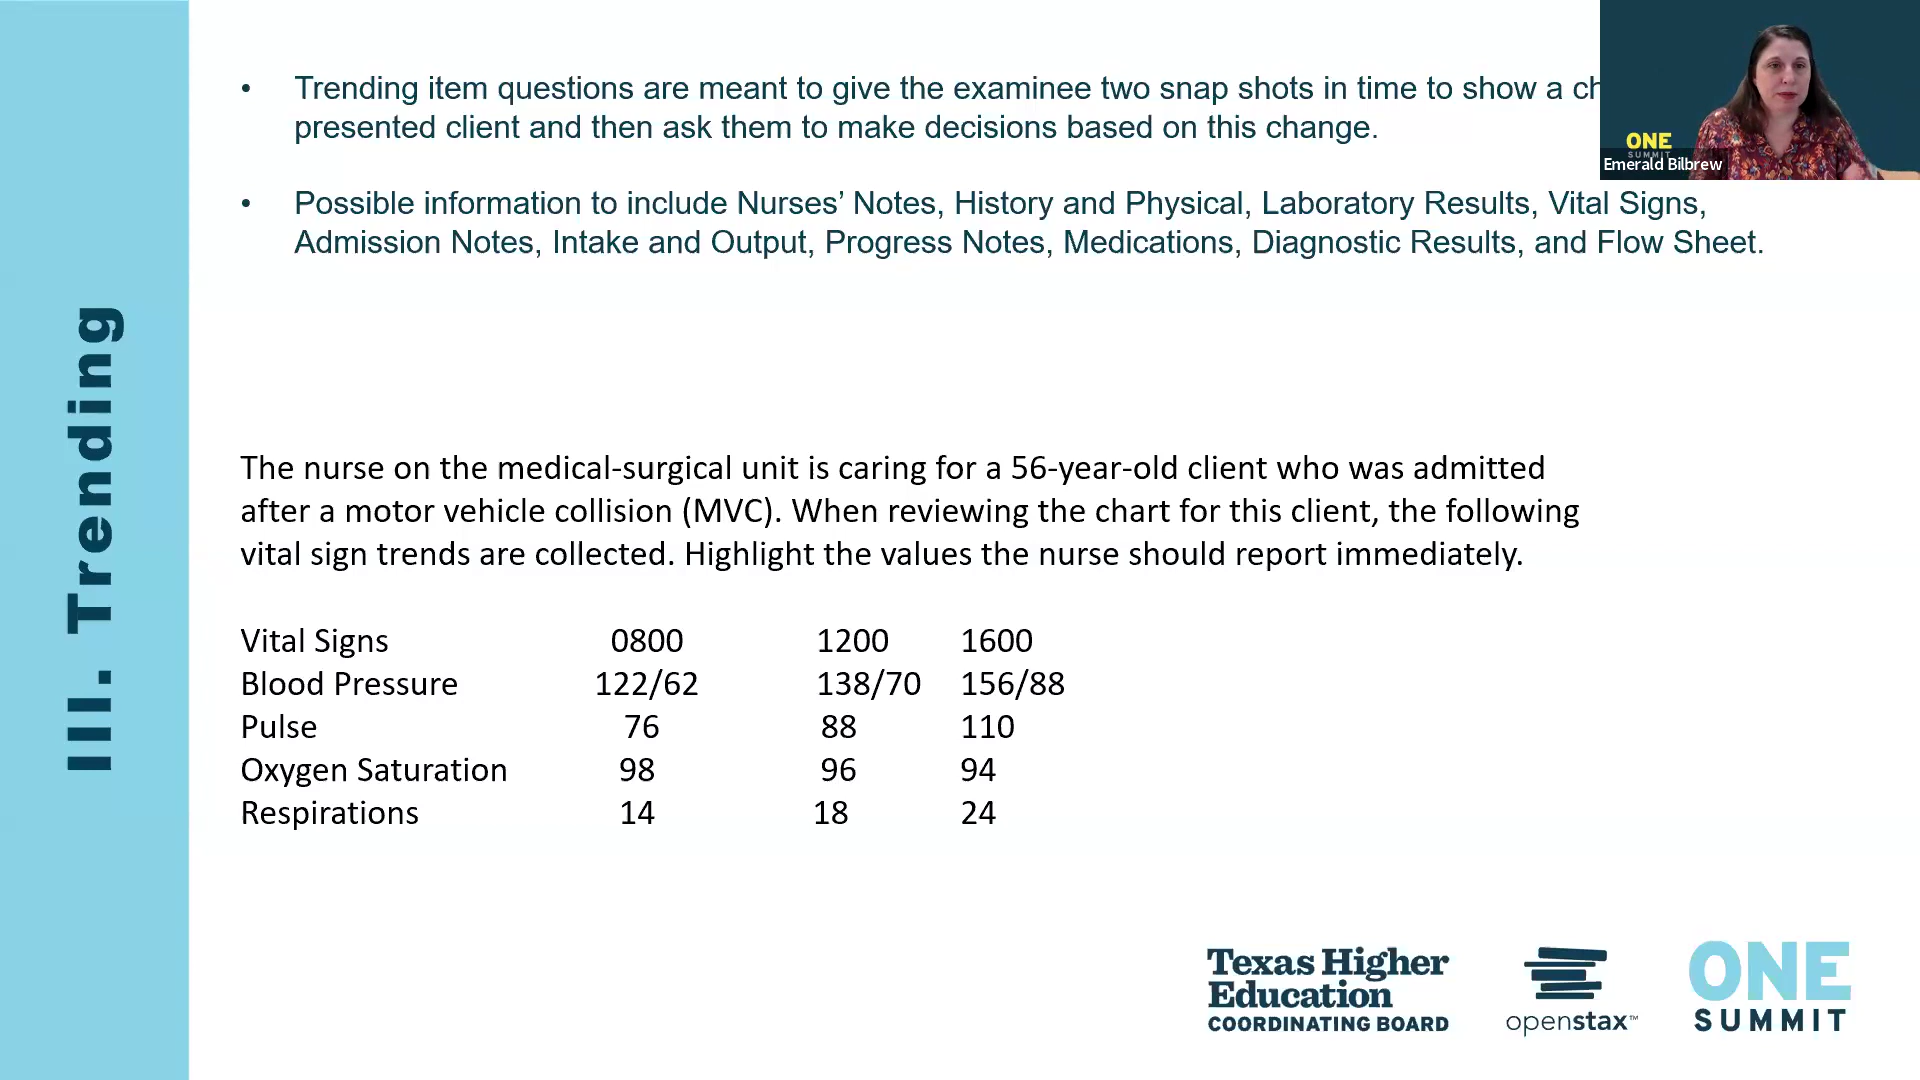 III. Trending
• Trending item questions are meant to give the examinee two snap shots in time to show a
presented client and then ask them to make decisions based on this change.
• Possible information to include Nurses’ Notes, History and Physical, Laboratory Results, Vital Signs,
Admission Notes, Intake and Output, Progress Notes, Medications, Diagnostic Results, and Flow Sheet.
ONE
SUMMIT
Emerald Bilbrew
The nurse on the medical-surgical unit is caring for a 56-year-old client who was admitted
after a motor vehicle collision (MVC). When reviewing the chart for this client, the following
vital sign trends are collected. Highlight the values the nurse should report immediately.
Vital Signs 0800 1200 1600
Blood Pressure 122/62 138/70 156/88
Pulse 76 88 110
Oxygen Saturation 98 96 94
Respirations 14 18 24
Texas Higher
Education
COORDINATING BOARD
openstax™
ONE
SUMMIT